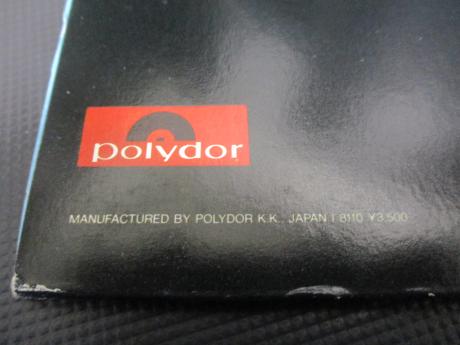 polydor
MANUFACTURED BY POLYDOR K.K., JAPAN I 8110 ¥3,500